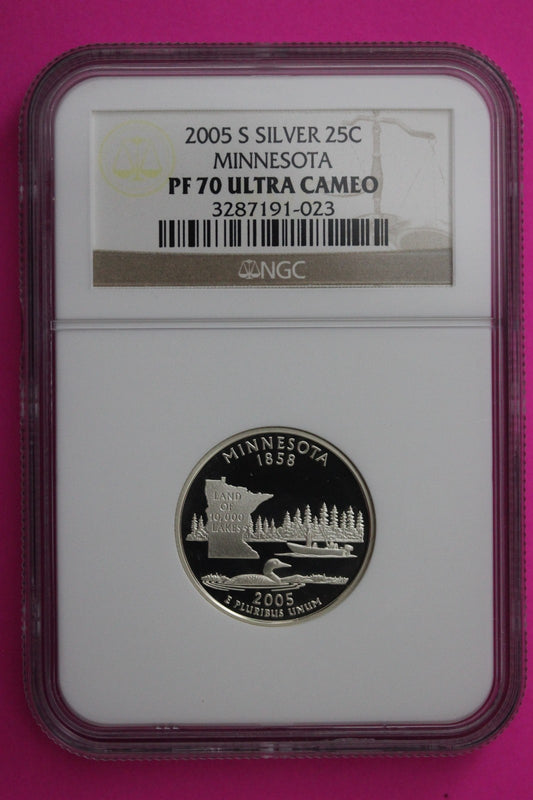 2005 S SILVER 25C
MINNESOTA
PF 70 ULTRA CAMEO
3287191-023
NGC
MINNESOTA
1858
LAND
OF
10,000
LAKES
2005
E PLURIBUS UNUM